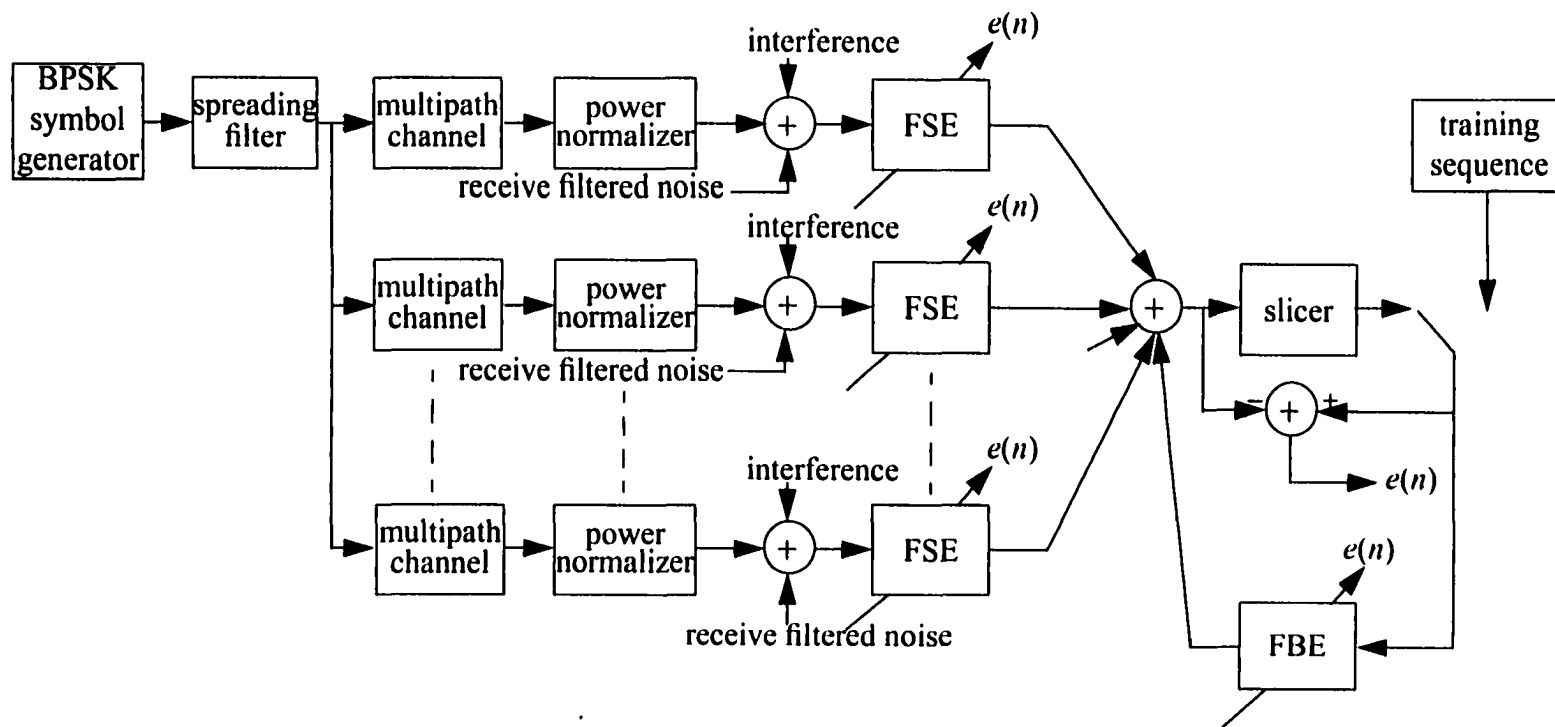 BPSK
symbol
generator
spreading
filter
multipath
channel
power
normalizer
interference
+
receive filtered noise
FSE
e(n)
multipath
channel
power
normalizer
interference
+
receive filtered noise
FSE
e(n)
multipath
channel
power
normalizer
interference
+
receive filtered noise
FSE
e(n)
+
slicer
training
sequence
− + +
e(n)
FBE
e(n)